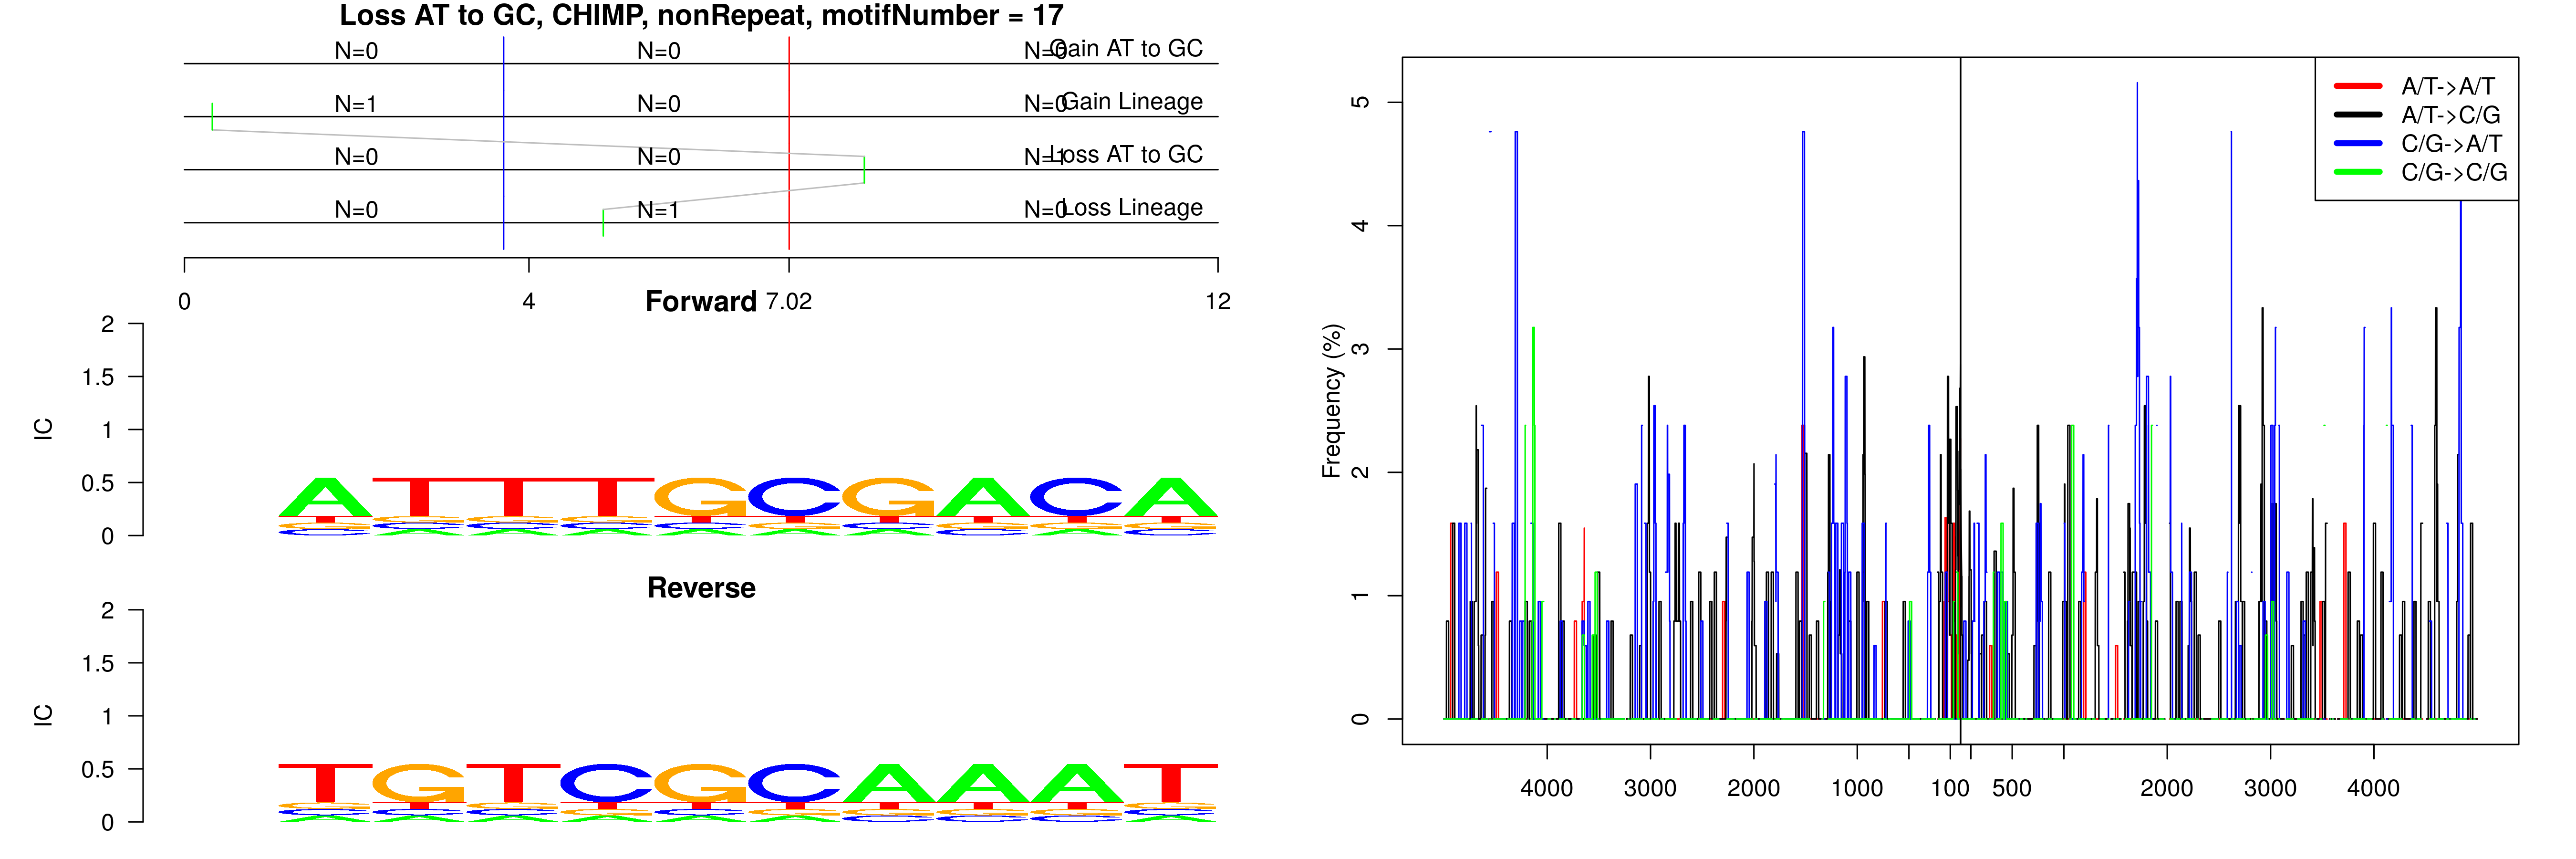 Loss AT to GC, CHIMP, nonRepeat, motifNumber = 17
N=0 N=0 N=0 Gain AT to GC
N=1 N=0 N=0 Gain Lineage
N=0 N=0 N=1 Loss AT to GC
N=0 N=1 N=0 Loss Lineage
0 4 7.02 12
Forward
2
1.5
1
0.5
0
IC
ATTTGCGACA
Reverse
2
1.5
1
0.5
0
IC
TGTCGCAAAT
A/T->A/T
A/T->C/G
C/G->A/T
C/G->C/G
Frequency (%)
5
4
3
2
1
0
4000 3000 2000 1000 100 500 2000 3000 4000